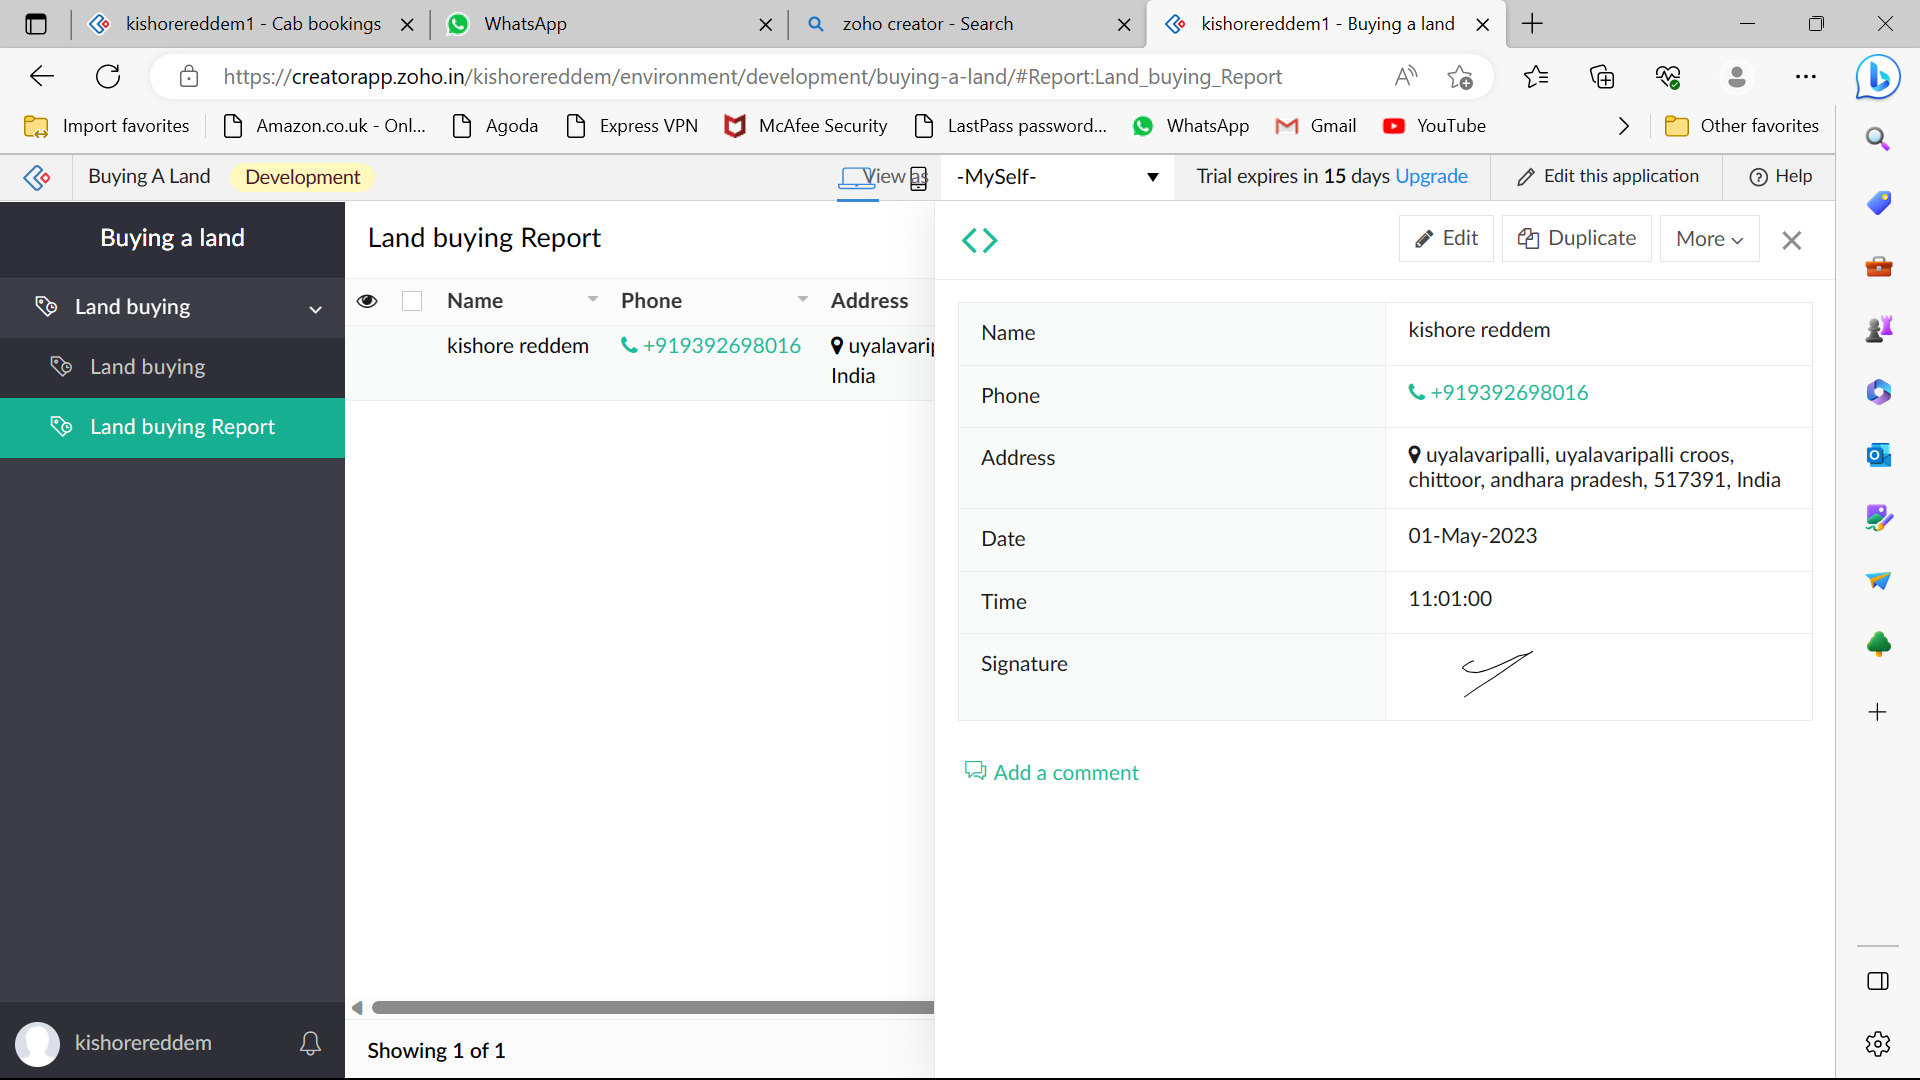 kishorereddem1 - Cab bookings
WhatsApp
zoho creator - Search
kishorereddem1 - Buying a land
https://creatorapp.zoho.in/kishorereddem/environment/development/buying-a-land/#Report:Land_buying_Report
Import favorites
Amazon.co.uk - Onl...
Agoda
Express VPN
McAfee Security
LastPass password...
WhatsApp
Gmail
YouTube
Other favorites
Buying A Land
Development
View as
-MySelf-
Trial expires in 15 days Upgrade
Edit this application
Help
Buying a land
Land buying
Land buying
Land buying Report
kishorereddem
Land buying Report
Name
Phone
Address
kishore reddem
+919392698016
uyalavarip
India
Showing 1 of 1
Edit
Duplicate
More
Name
kishore reddem
Phone
+919392698016
Address
uyalavaripalli, uyalavaripalli croos,
chittoor, andhara pradesh, 517391, India
Date
01-May-2023
Time
11:01:00
Signature
Add a comment